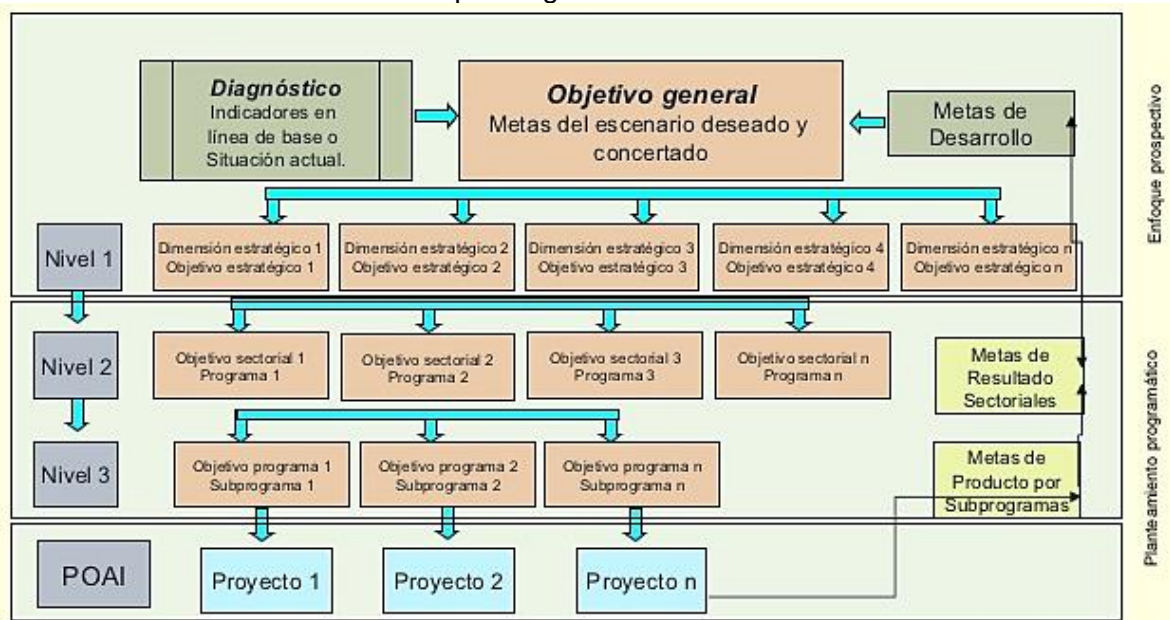 Diagnóstico
Indicadores en
línea de base o
Situación actual.
Objetivo general
Metas del escenario deseado y
concertado
Metas de
Desarrollo
Enfoque prospectivo
Nivel 1
Dimensión estratégico 1
Objetivo estratégico 1
Dimensión estratégico 2
Objetivo estratégico 2
Dimensión estratégico 3
Objetivo estratégico 3
Dimensión estratégico 4
Objetivo estratégico 4
Dimensión estratégico n
Objetivo estratégico n
Nivel 2
Objetivo sectorial 1
Programa 1
Objetivo sectorial 2
Programa 2
Objetivo sectorial 3
Programa 3
Objetivo sectorial n
Programa n
Metas de
Resultado
Sectoriales
Planteamiento programático
Nivel 3
Objetivo programa 1
Subprograma 1
Objetivo programa 2
Subprograma 2
Objetivo programa n
Subprograma n
Metas de
Producto por
Subprogramas
POAI
Proyecto 1
Proyecto 2
Proyecto n